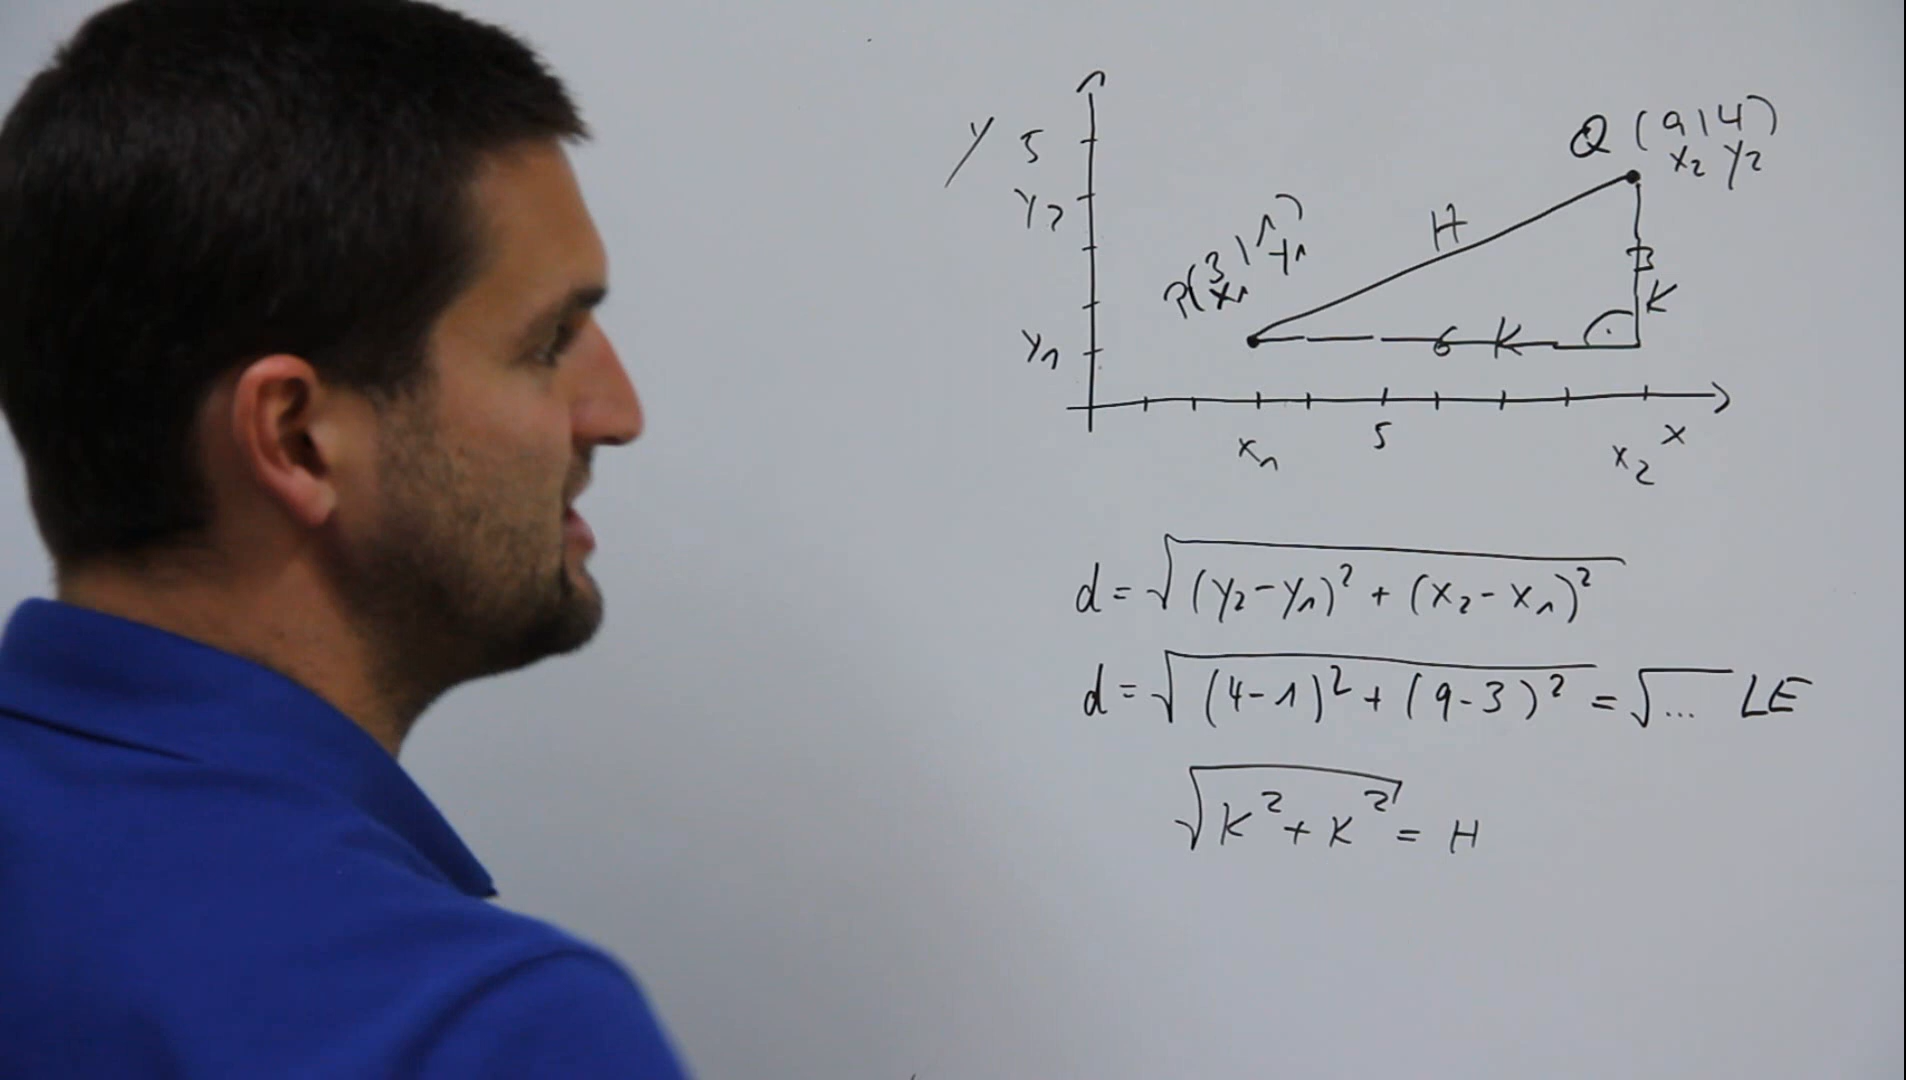 y 5
y₂
y₁
Q (9|4)
x₂ y₂
P(3|1)
x₁ y₁
H
3
K
6 K
x₁ 5 x₂ x
d = √(y₂-y₁)² + (x₂-x₁)²
d = √(4-1)² + (9-3)² = √... LE
√K² + K² = H